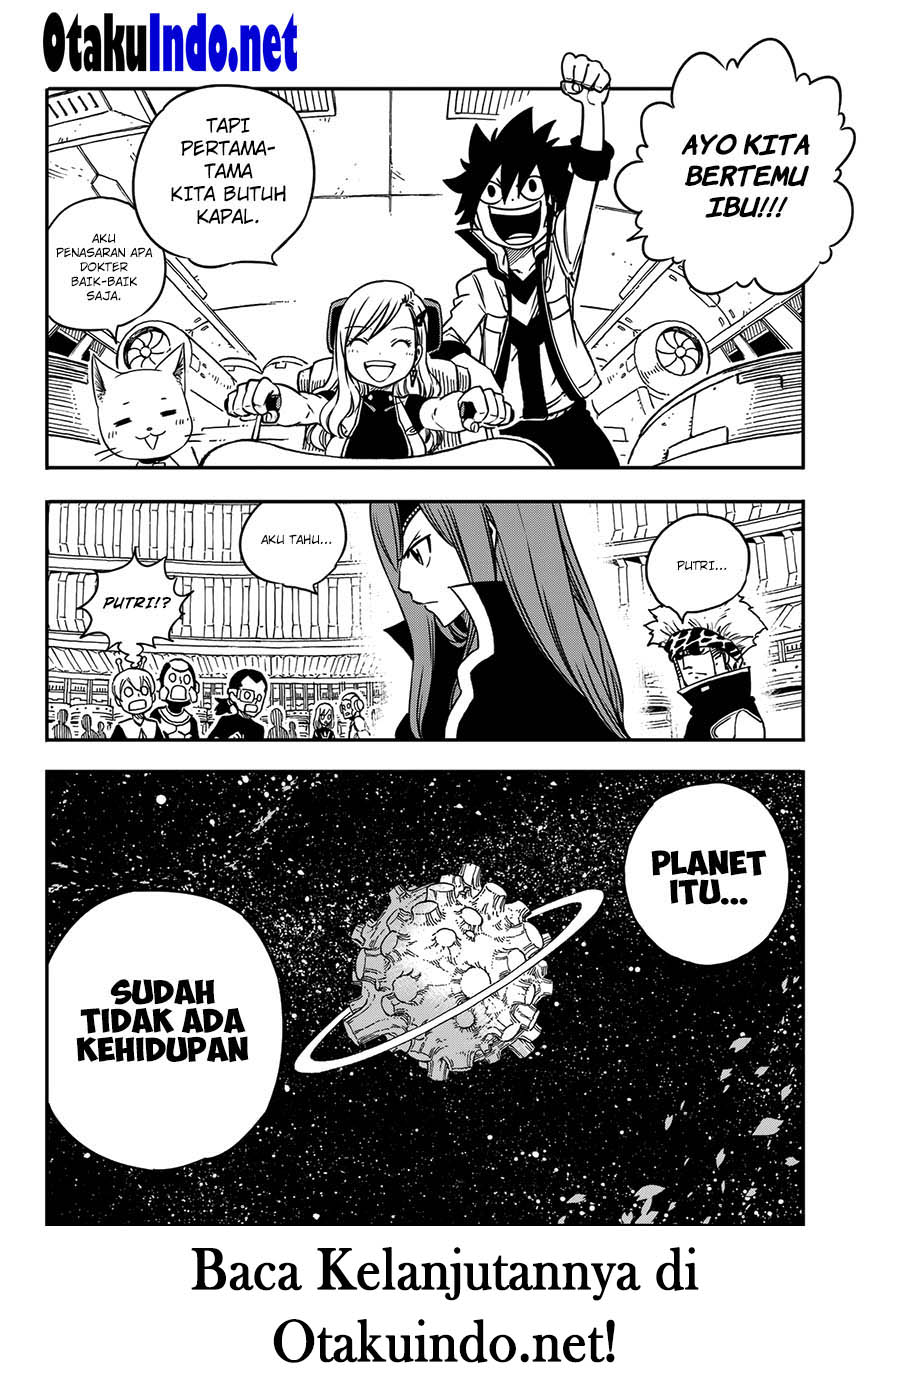 OtakuIndo.net
AYO KITA
BERTEMU
IBU!!!
TAPI
PERTAMA-
TAMA
KITA BUTUH
KAPAL.
AKU
PENASARAN APA
DOKTER
BAIK-BAIK
SAJA.
PUTRI...
AKU TAHU...
PUTRI!?
PLANET
ITU...
SUDAH
TIDAK ADA
KEHIDUPAN
Baca Kelanjutannya di
Otakuindo.net!